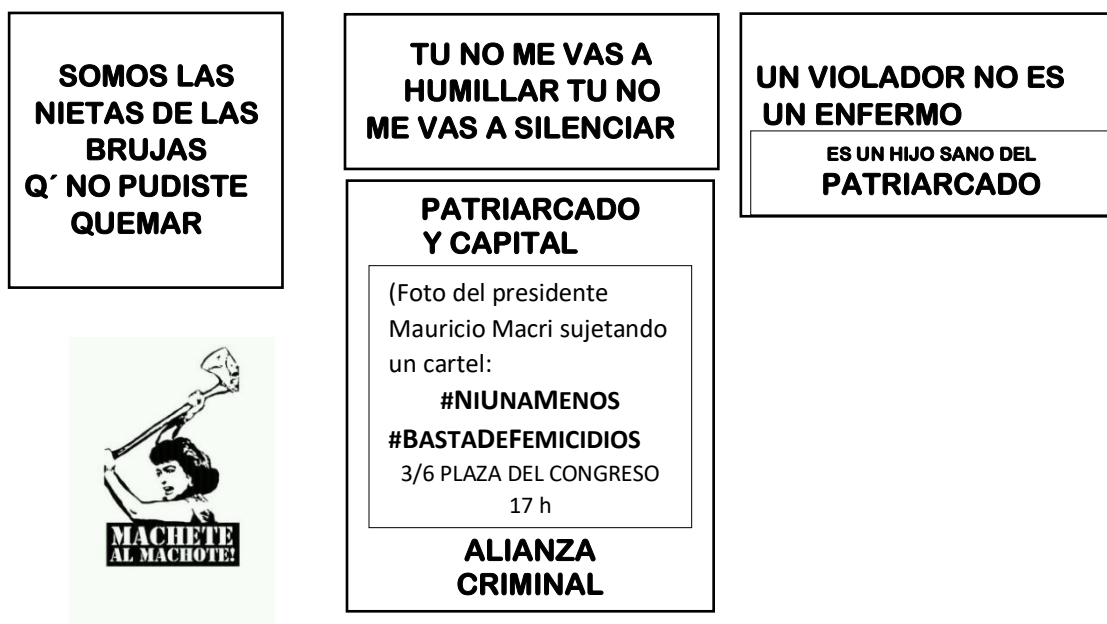 SOMOS LAS
NIETAS DE LAS
BRUJAS
Q´ NO PUDISTE
QUEMAR
MACHETE
AL MACHOTE!
TU NO ME VAS A
HUMILLAR TU NO
ME VAS A SILENCIAR
PATRIARCADO
Y CAPITAL
(Foto del presidente
Mauricio Macri sujetando
un cartel:
#NIUNAMENOS
#BASTADEFEMICIDIOS
3/6 PLAZA DEL CONGRESO
17 h
ALIANZA
CRIMINAL
UN VIOLADOR NO ES
UN ENFERMO
ES UN HIJO SANO DEL
PATRIARCADO